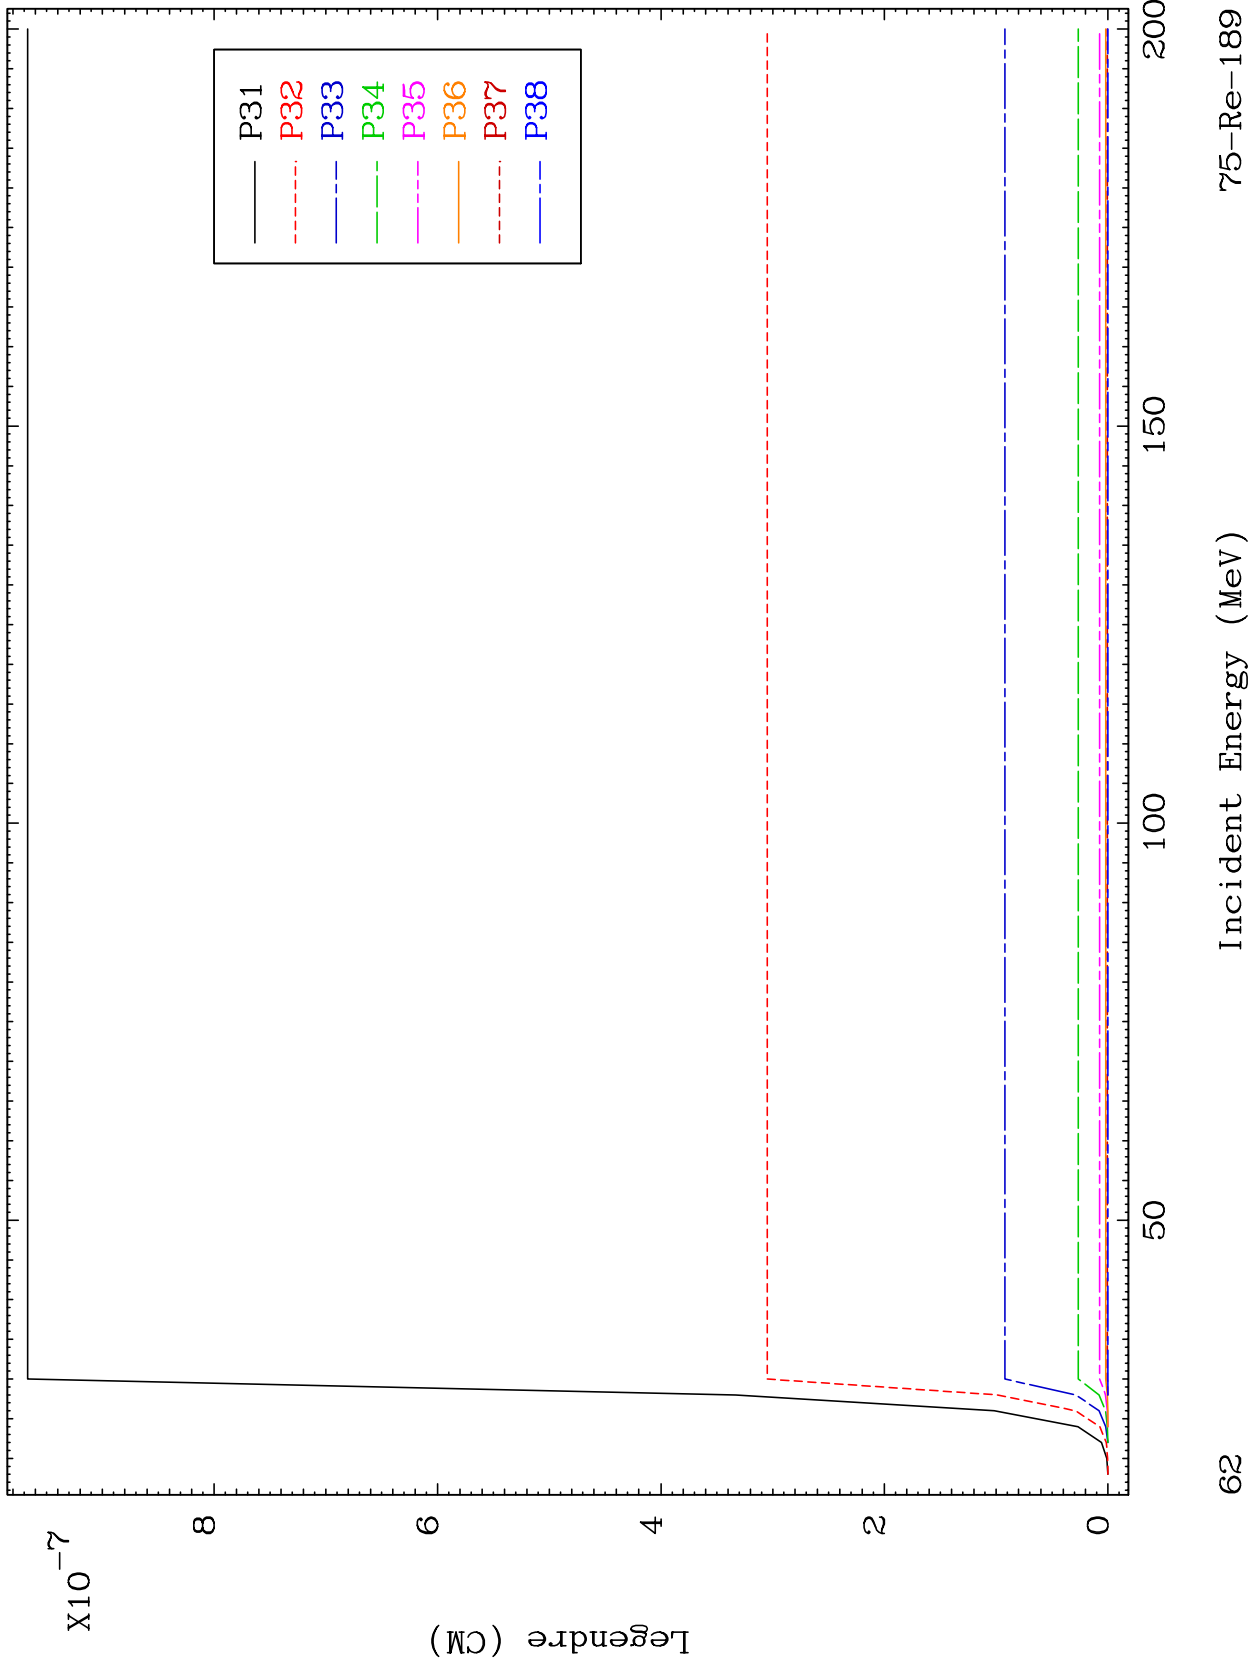 X10-7
8
6
4
2
0
Legendre (CM)
P31
P32
P33
P34
P35
P36
P37
P38
50
100
150
200
Incident Energy (MeV)
62
75-Re-189